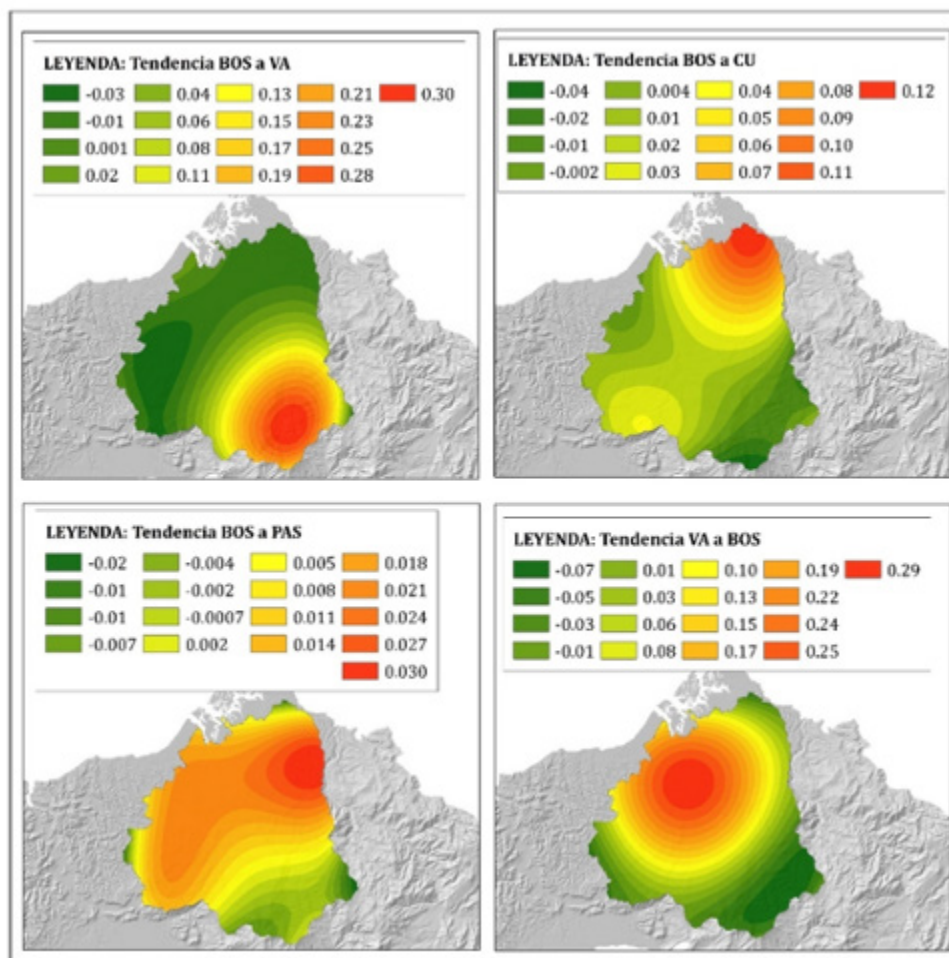 LEYENDA: Tendencia BOS a VA
-0.03 0.04 0.13 0.21 0.30
-0.01 0.06 0.15 0.23
0.001 0.08 0.17 0.25
0.02 0.11 0.19 0.28
LEYENDA: Tendencia BOS a CU
-0.04 0.004 0.04 0.08 0.12
-0.02 0.01 0.05 0.09
-0.01 0.02 0.06 0.10
-0.002 0.03 0.07 0.11
LEYENDA: Tendencia BOS a PAS
-0.02 -0.004 0.005 0.018
-0.01 -0.002 0.008 0.021
-0.01 -0.0007 0.011 0.024
-0.007 0.002 0.014 0.027
0.030
LEYENDA: Tendencia VA a BOS
-0.07 0.01 0.10 0.19 0.29
-0.05 0.03 0.13 0.22
-0.03 0.06 0.15 0.24
-0.01 0.08 0.17 0.25